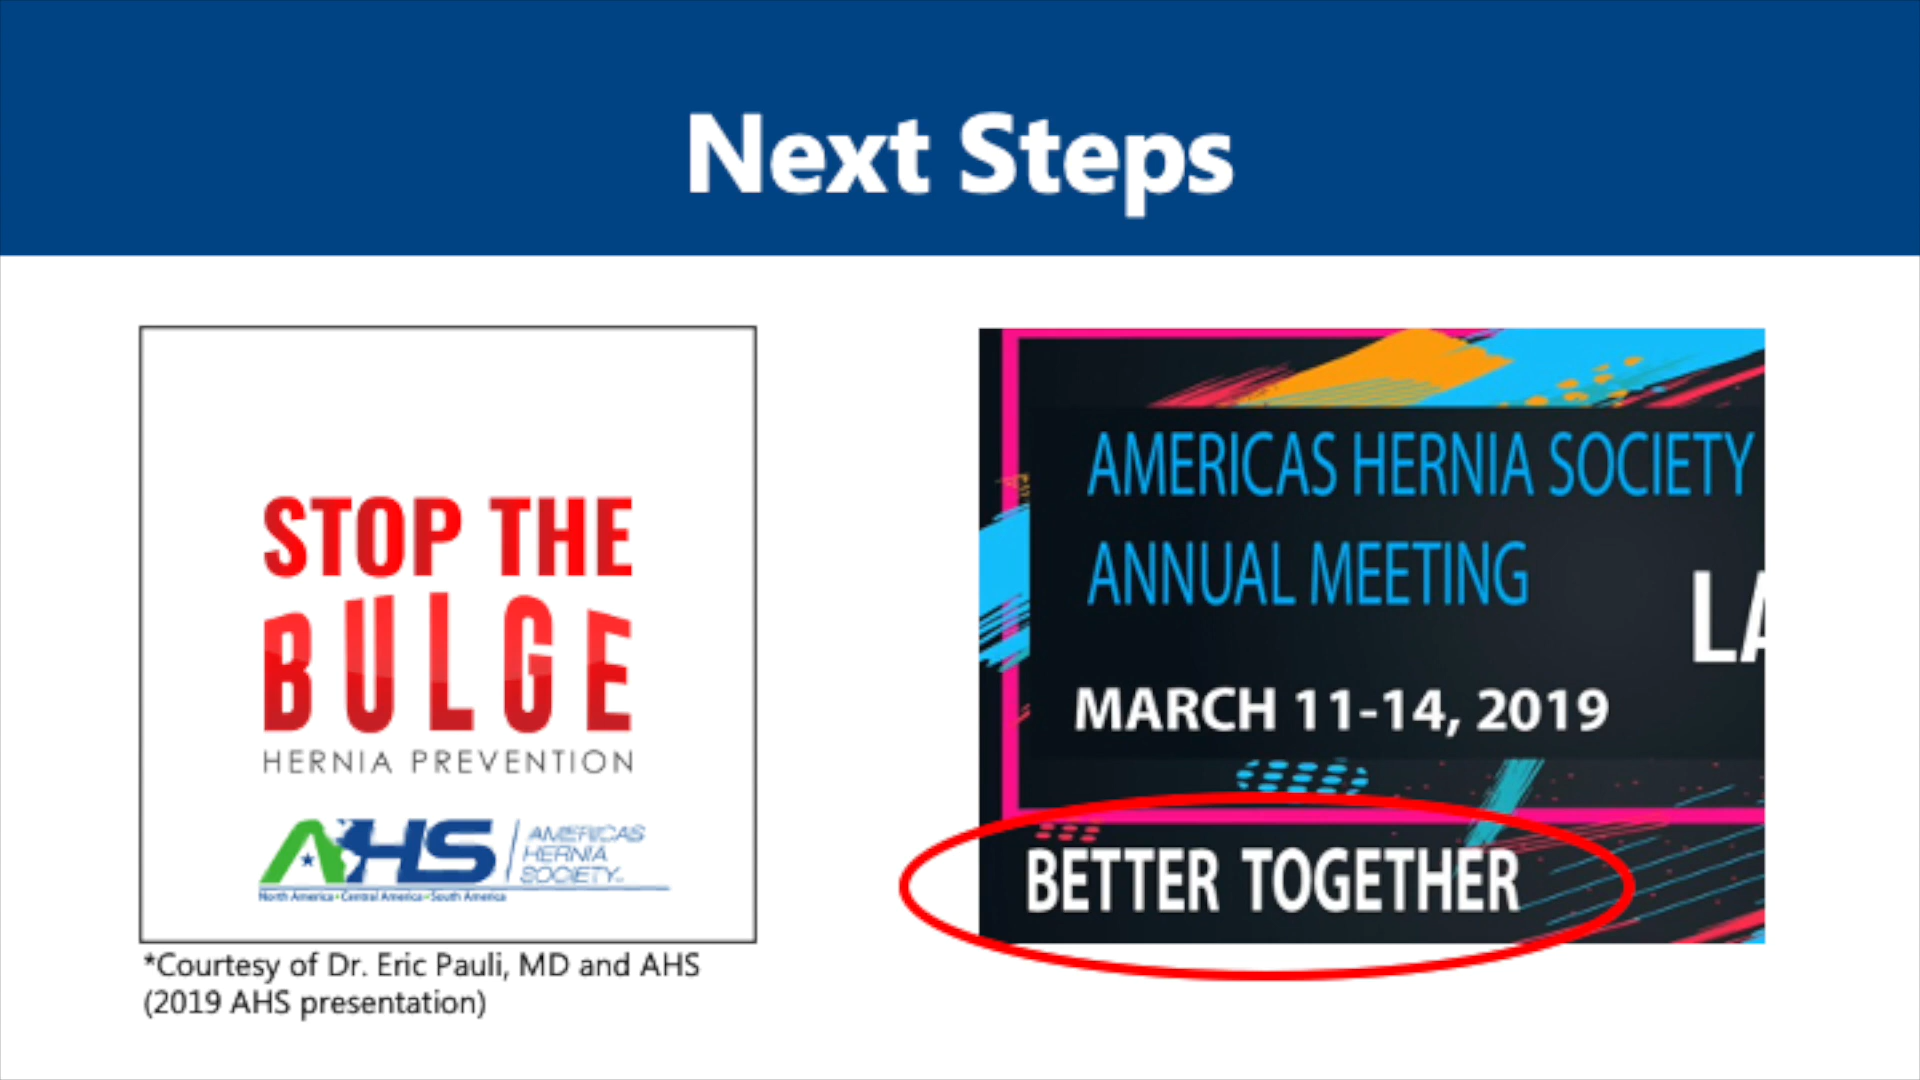 Next Steps
STOP THE
BULGE
HERNIA PREVENTION
AHS
AMERICAS
HERNIA
SOCIETY
North America • Central America • South America
*Courtesy of Dr. Eric Pauli, MD and AHS
(2019 AHS presentation)
AMERICAS HERNIA SOCIETY
ANNUAL MEETING
LA
MARCH 11-14, 2019
BETTER TOGETHER